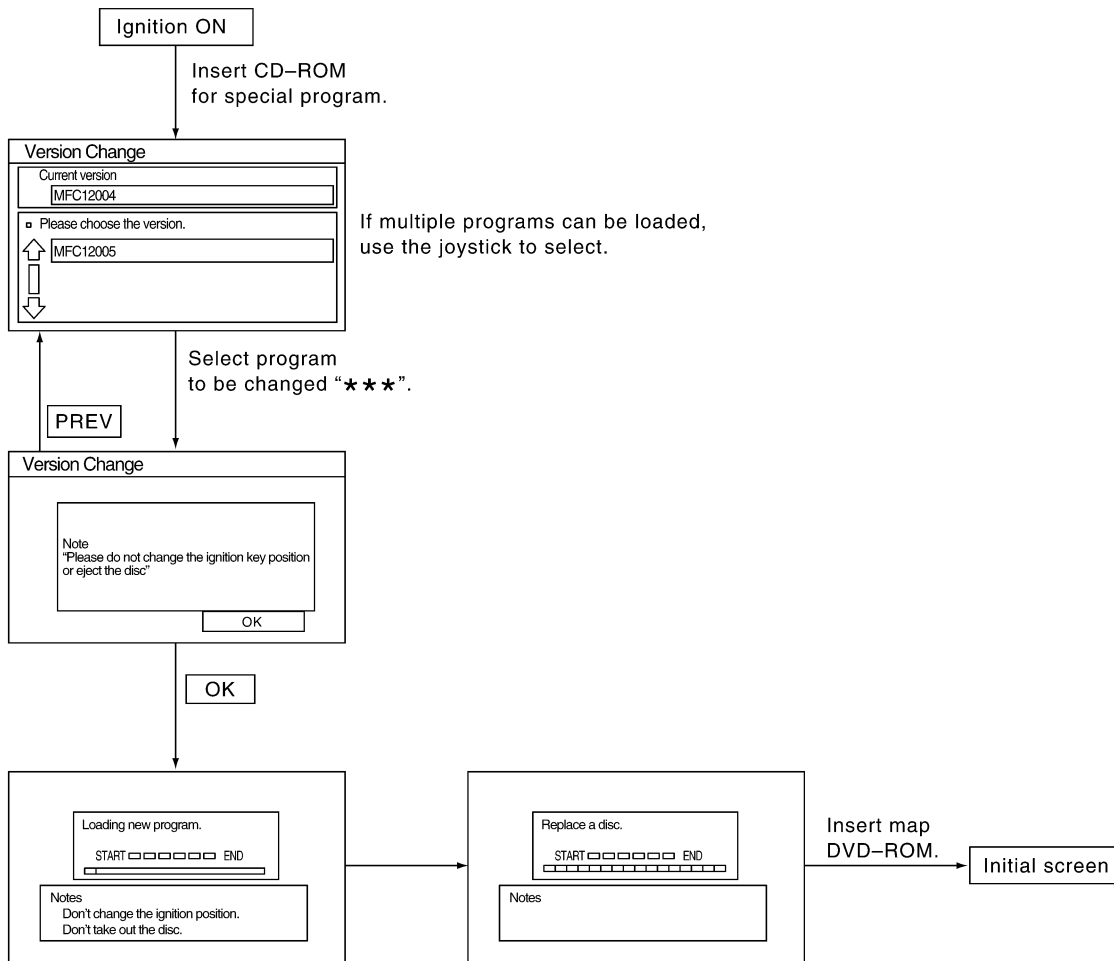 Ignition ON
Insert CD–ROM
for special program.
Version Change
Current version
MFC12004
Please choose the version.
MFC12005
If multiple programs can be loaded,
use the joystick to select.
Select program
to be changed “★★★”.
PREV
Version Change
Note
“Please do not change the ignition key position
or eject the disc”
OK
OK
Loading new program.
START END
Notes
Don't change the ignition position.
Don't take out the disc.
Replace a disc.
START END
Notes
Insert map
DVD–ROM.
Initial screen